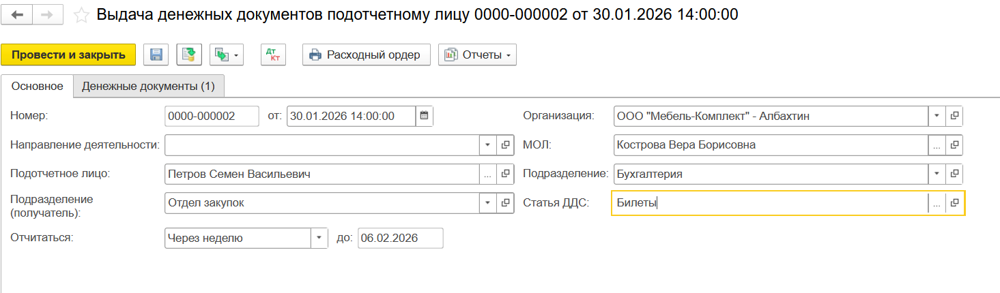 Выдача денежных документов подотчетному лицу 0000-000002 от 30.01.2026 14:00:00
Провести и закрыть Дт Кт Расходный ордер Отчеты
Основное Денежные документы (1)
Номер: 0000-000002 от: 30.01.2026 14:00:00 Организация: ООО "Мебель-Комплект" - Албахтин
Направление деятельности: МОЛ: Кострова Вера Борисовна ...
Подотчетное лицо: Петров Семен Васильевич ... Подразделение: Бухгалтерия
Подразделение (получатель): Отдел закупок Статья ДДС: Билеты ...
Отчитаться: Через неделю до: 06.02.2026